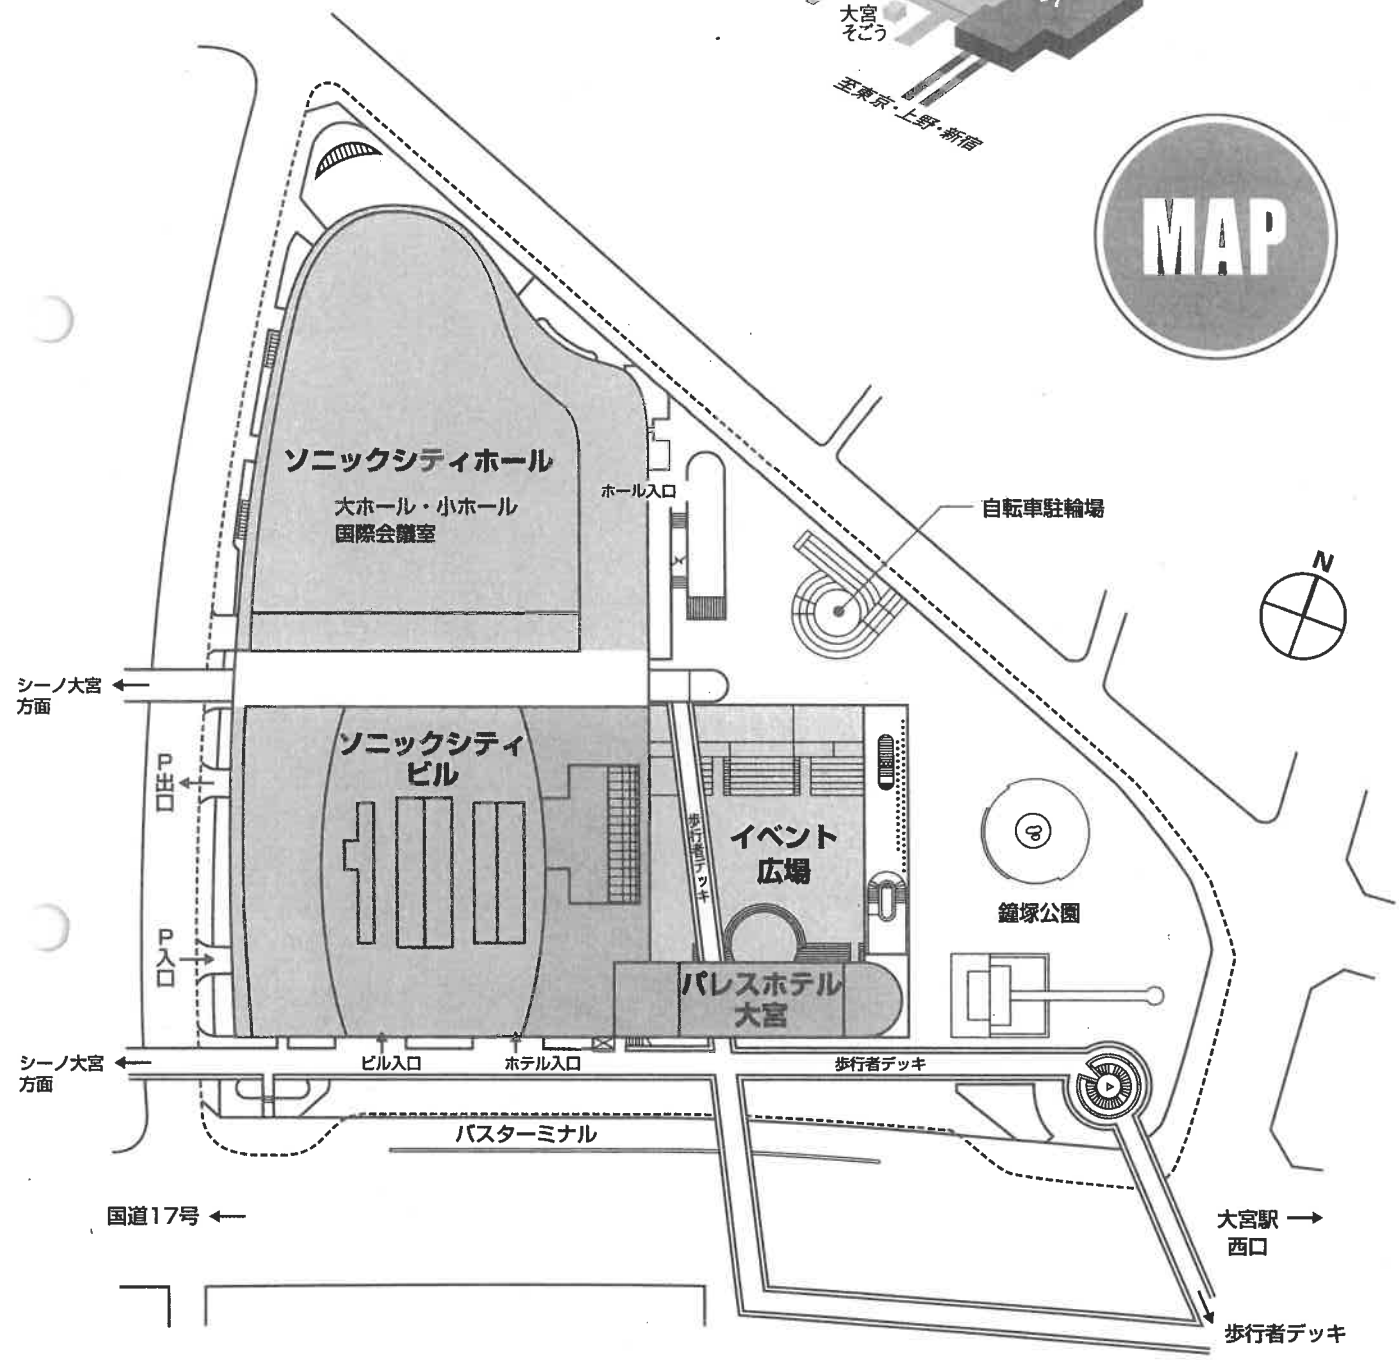 大宮
そごう
至東京・上野・新宿
MAP
ソニックシティホール
大ホール・小ホール
国際会議室
ホール入口
自転車駐輪場
N
シーノ大宮
方面
ソニックシティ
ビル
P出口
歩行者デッキ
イベント
広場
鐘塚公園
P入口
パレスホテル
大宮
シーノ大宮
方面
ビル入口
ホテル入口
歩行者デッキ
バスターミナル
国道17号
大宮駅
西口
歩行者デッキ